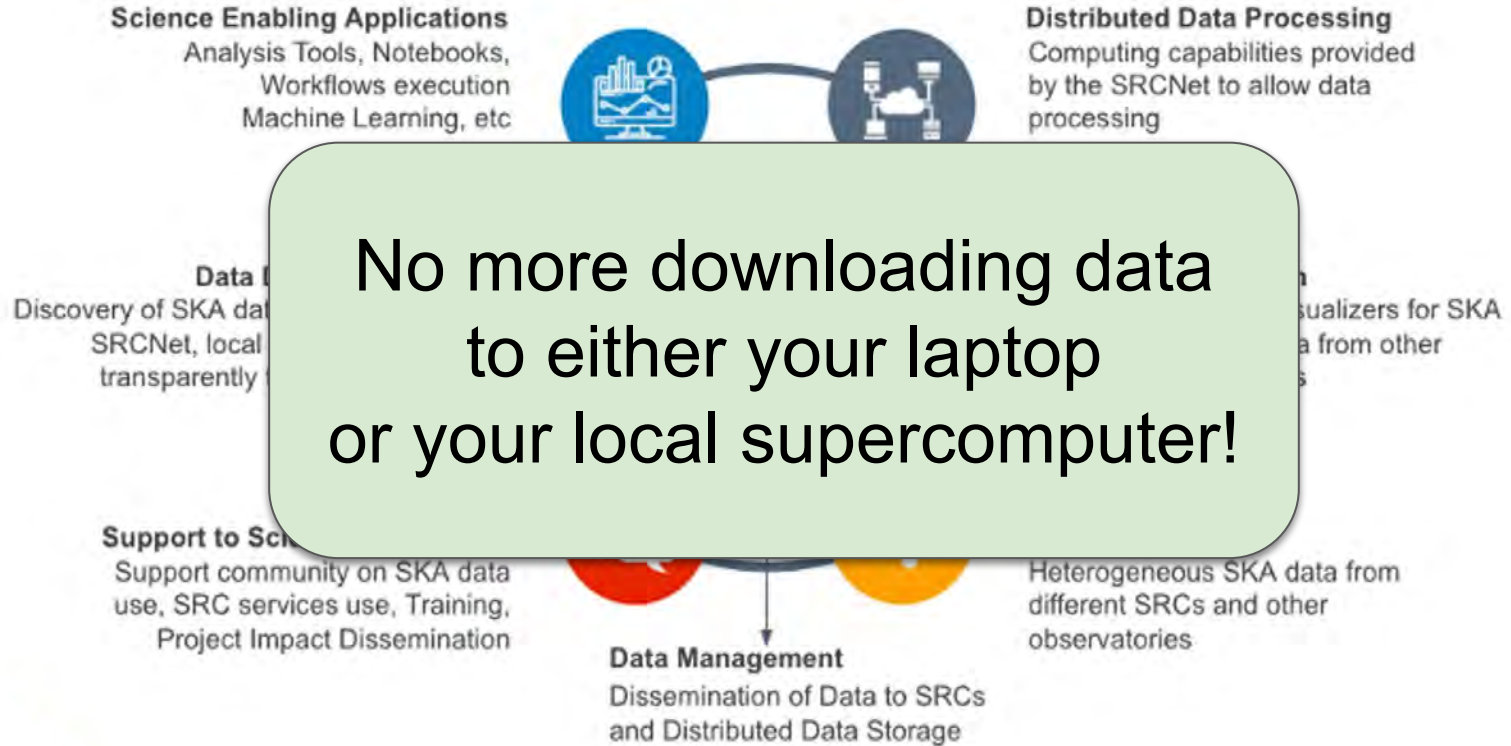 Science Enabling Applications
Analysis Tools, Notebooks,
Workflows execution
Machine Learning, etc
Distributed Data Processing
Computing capabilities provided
by the SRCNet to allow data
processing
No more downloading data
to either your laptop
or your local supercomputer!
Data
Discovery of SKA
SRCNet, local
transparently
for SKA
from other
Support to
Support community on SKA data
use, SRC services use, Training,
Project Impact Dissemination
Heterogeneous SKA data from
different SRCs and other
observatories
Data Management
Dissemination of Data to SRCs
and Distributed Data Storage